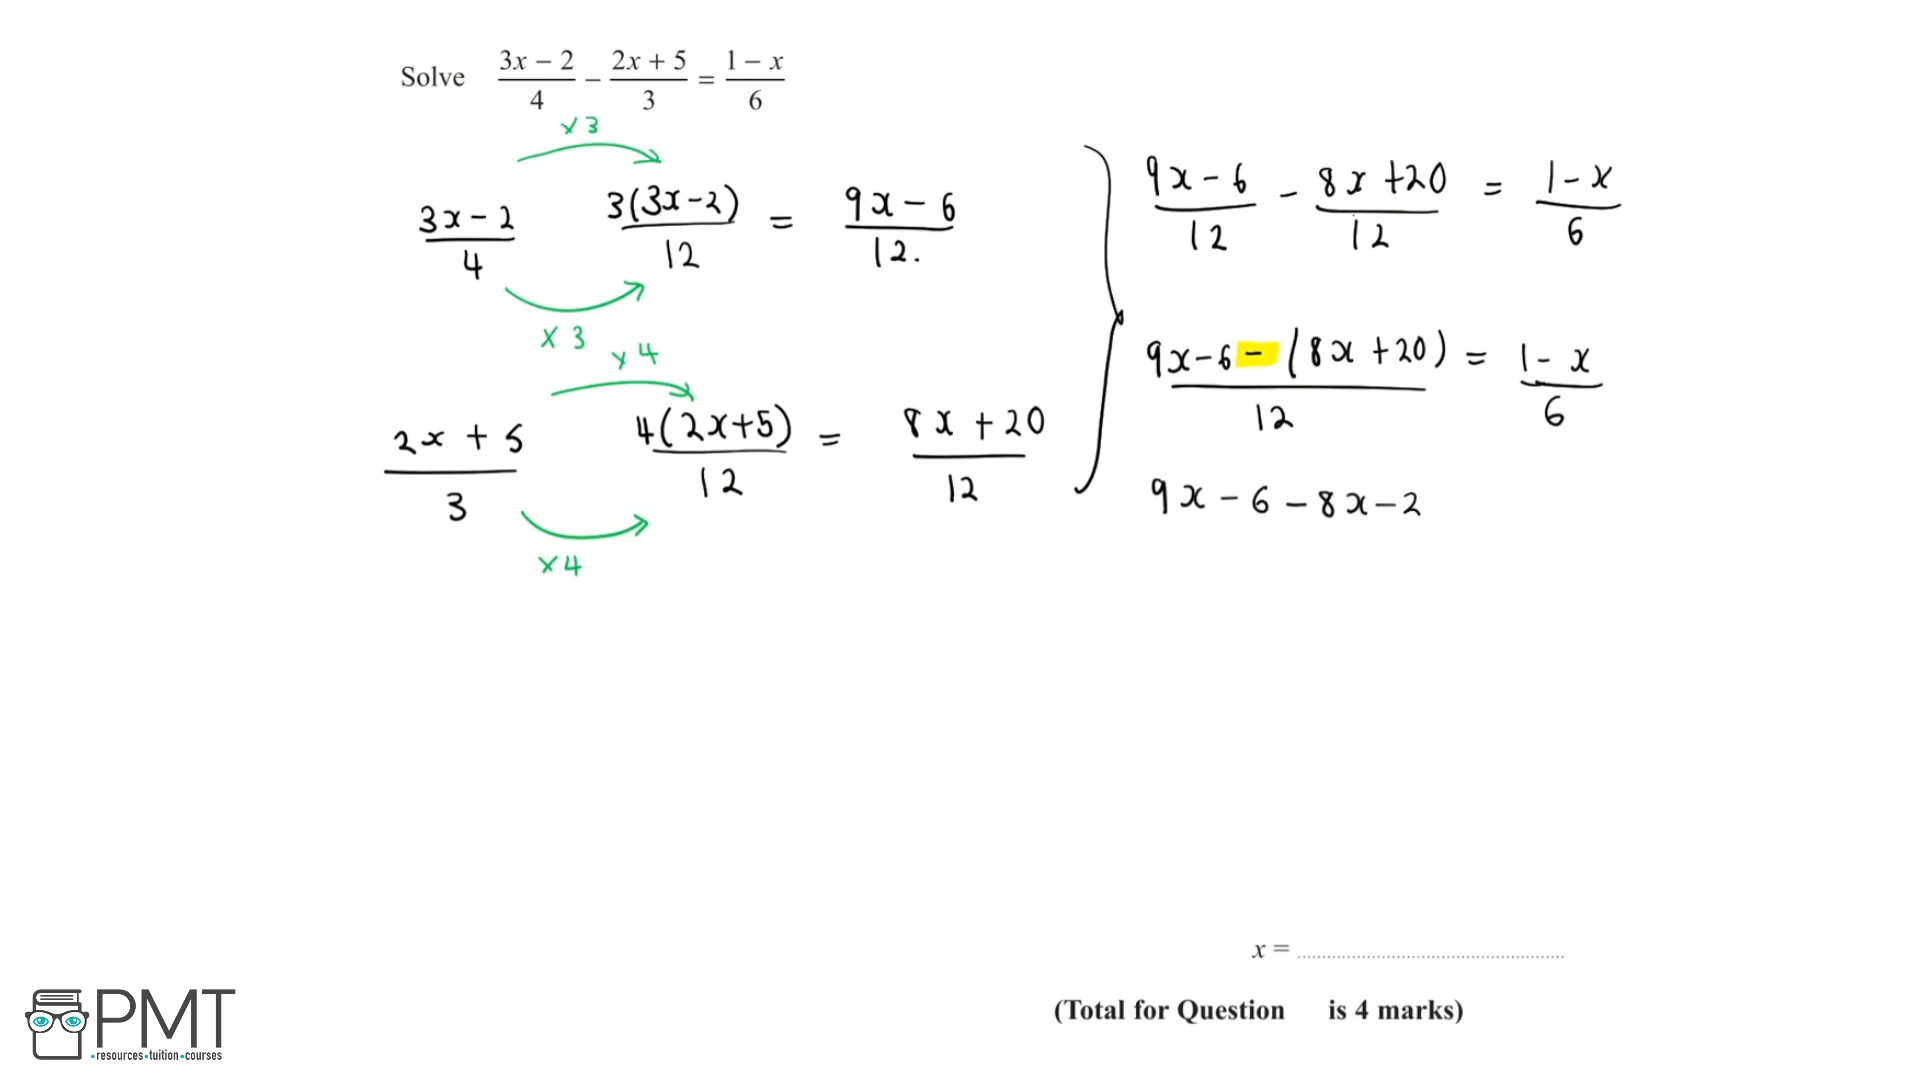 Solve (3x − 2)/4 − (2x + 5)/3 = (1 − x)/6
×3
(3x − 2)/4 3(3x−2)/12 = (9x − 6)/12.
×3
×4
(2x + 5)/3 4(2x+5)/12 = (8x + 20)/12
×4
(9x − 6)/12 − (8x +20)/12 = (1 − x)/6
(9x − 6 − (8x +20))/12 = (1 − x)/6
9x − 6 − 8x − 2
x = ........................................................
(Total for Question is 4 marks)
PMT
•resources•tuition•courses